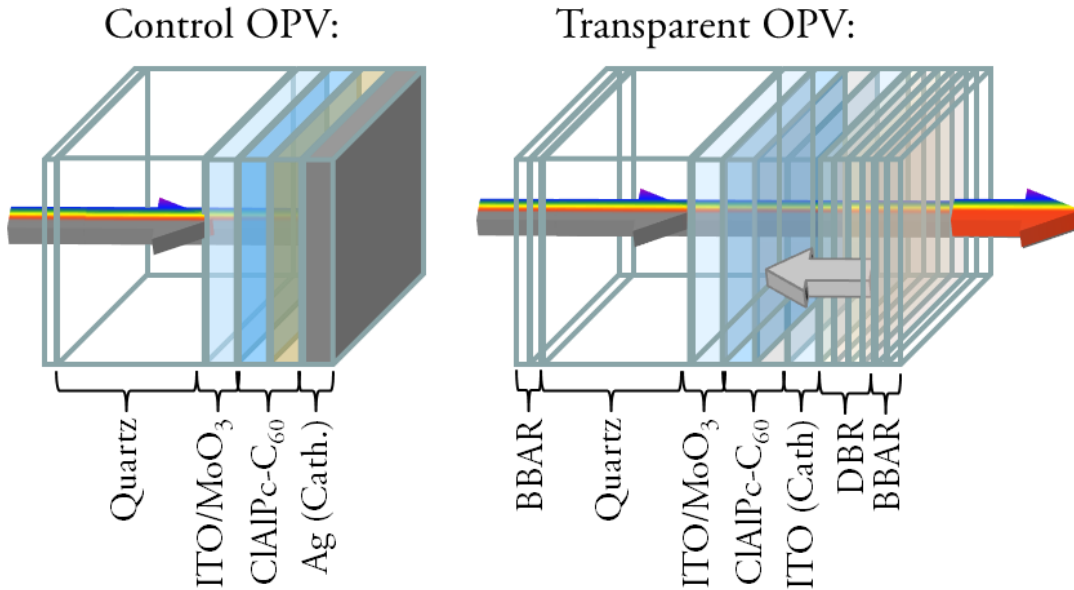 Control OPV:
Transparent OPV:
Quartz
ITO/MoO₃
ClAlPc-C₆₀
Ag (Cath.)
BBAR
Quartz
ITO/MoO₃
ClAlPc-C₆₀
ITO (Cath)
DBR
BBAR